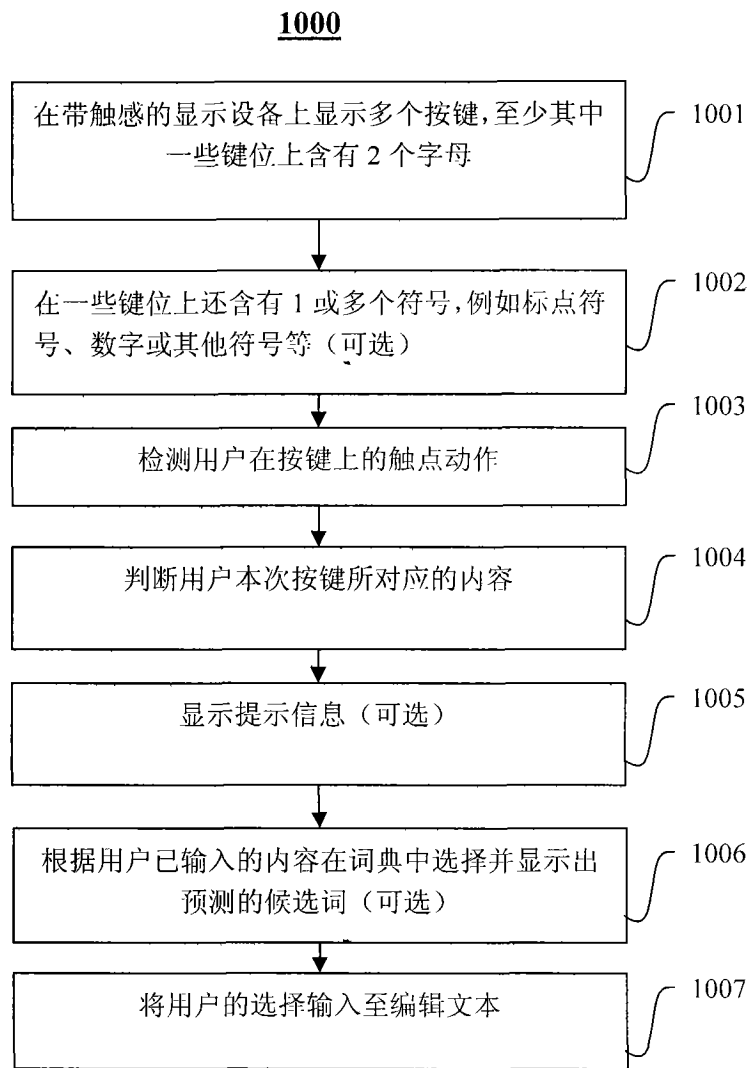 1000
在带触感的显示设备上显示多个按键,至少其中
一些键位上含有 2 个字母
1001
在一些键位上还含有 1 或多个符号,例如标点符
号、数字或其他符号等（可选）
1002
检测用户在按键上的触点动作
1003
判断用户本次按键所对应的内容
1004
显示提示信息（可选）
1005
根据用户已输入的内容在词典中选择并显示出
预测的候选词（可选）
1006
将用户的选择输入至编辑文本
1007